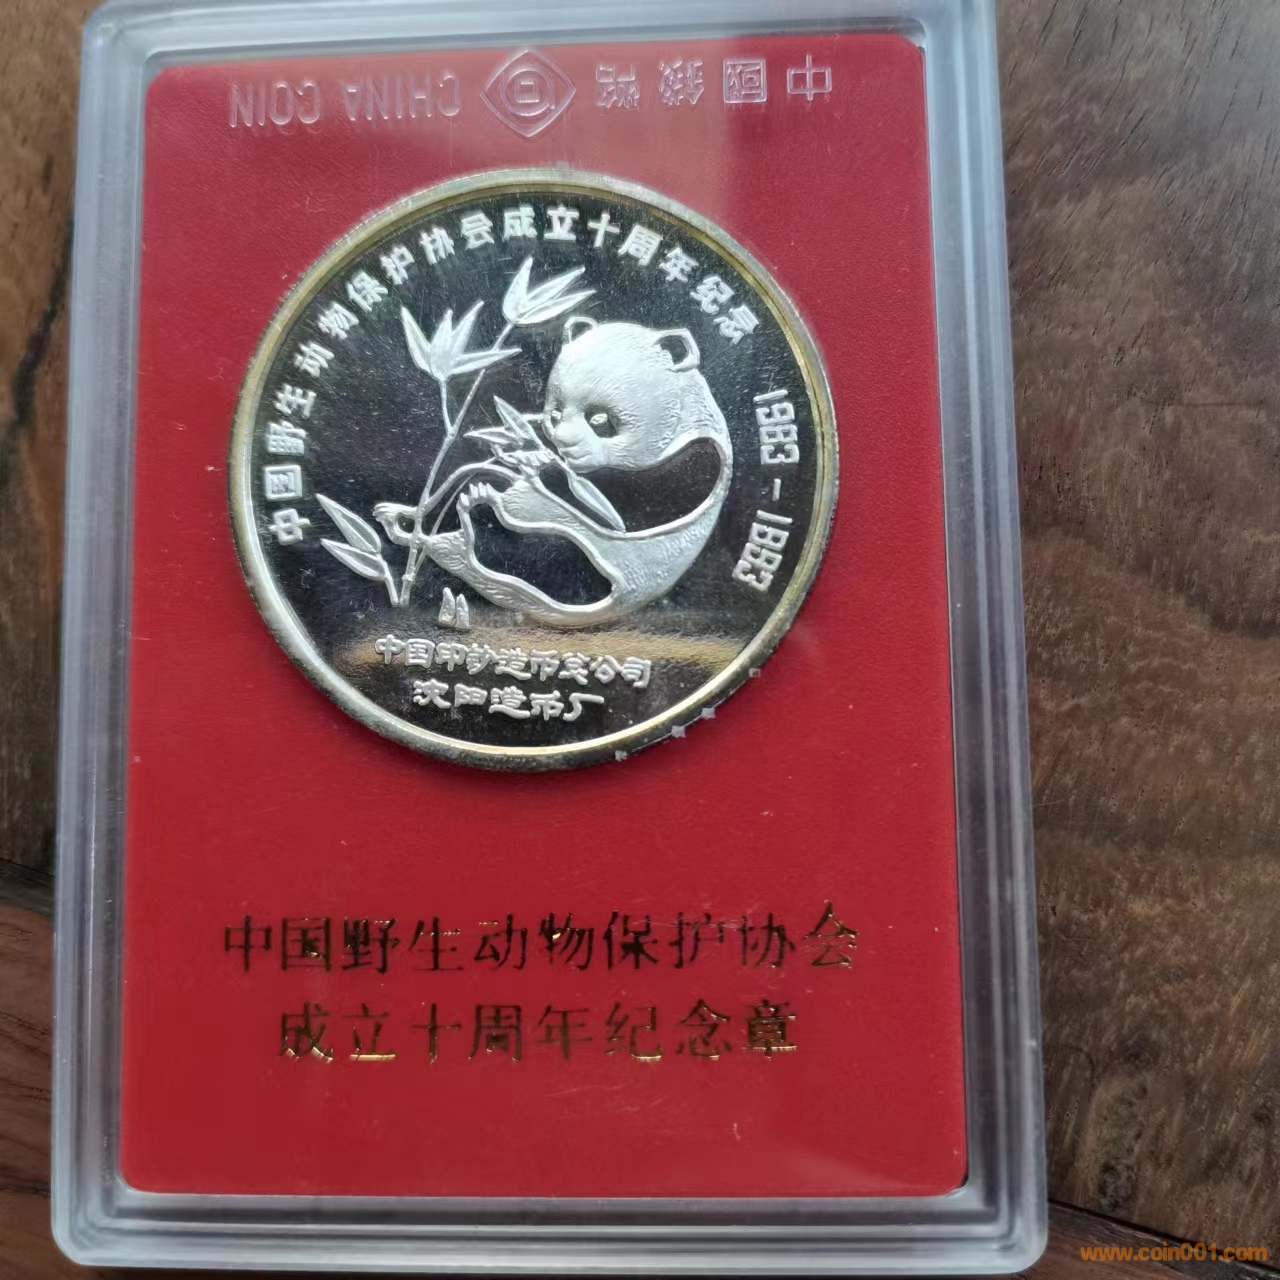 中國錢幣 CHINA COIN
中国野生动物保护协会成立十周年纪念
1983-1993
中国印钞造币总公司
沈阳造币厂
中国野生动物保护协会
成立十周年纪念章
www.coin001.com